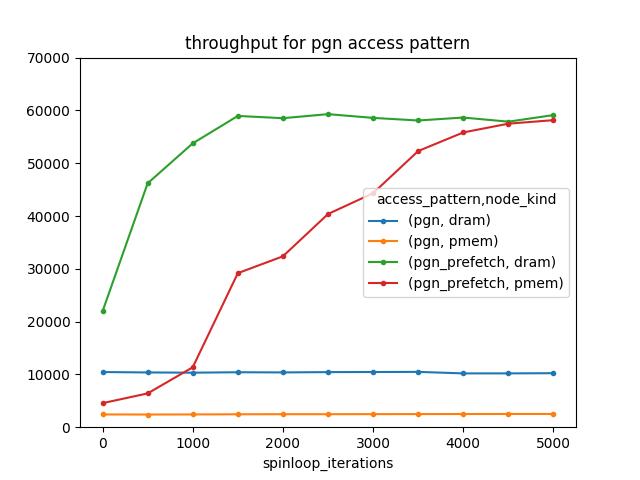 throughput for pgn access pattern
70000
60000
50000
40000
30000
20000
10000
0
access_pattern,node_kind
(pgn, dram)
(pgn, pmem)
(pgn_prefetch, dram)
(pgn_prefetch, pmem)
0 1000 2000 3000 4000 5000
spinloop_iterations